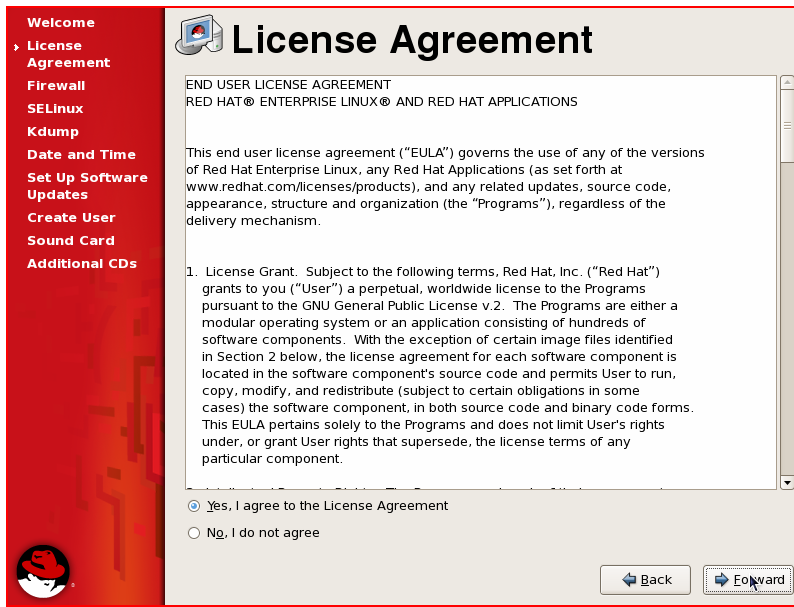 Welcome
License
Agreement
Firewall
SELinux
Kdump
Date and Time
Set Up Software
Updates
Create User
Sound Card
Additional CDs
License Agreement
END USER LICENSE AGREEMENT
RED HAT® ENTERPRISE LINUX® AND RED HAT APPLICATIONS
This end user license agreement (“EULA”) governs the use of any of the versions
of Red Hat Enterprise Linux, any Red Hat Applications (as set forth at
www.redhat.com/licenses/products), and any related updates, source code,
appearance, structure and organization (the “Programs”), regardless of the
delivery mechanism.
1.  License Grant.  Subject to the following terms, Red Hat, Inc. (“Red Hat”)
grants to you (“User”) a perpetual, worldwide license to the Programs
pursuant to the GNU General Public License v.2.  The Programs are either a
modular operating system or an application consisting of hundreds of
software components.  With the exception of certain image files identified
in Section 2 below, the license agreement for each software component is
located in the software component's source code and permits User to run,
copy, modify, and redistribute (subject to certain obligations in some
cases) the software component, in both source code and binary code forms.
This EULA pertains solely to the Programs and does not limit User's rights
under, or grant User rights that supersede, the license terms of any
particular component.
Yes, I agree to the License Agreement
No, I do not agree
Back
Forward